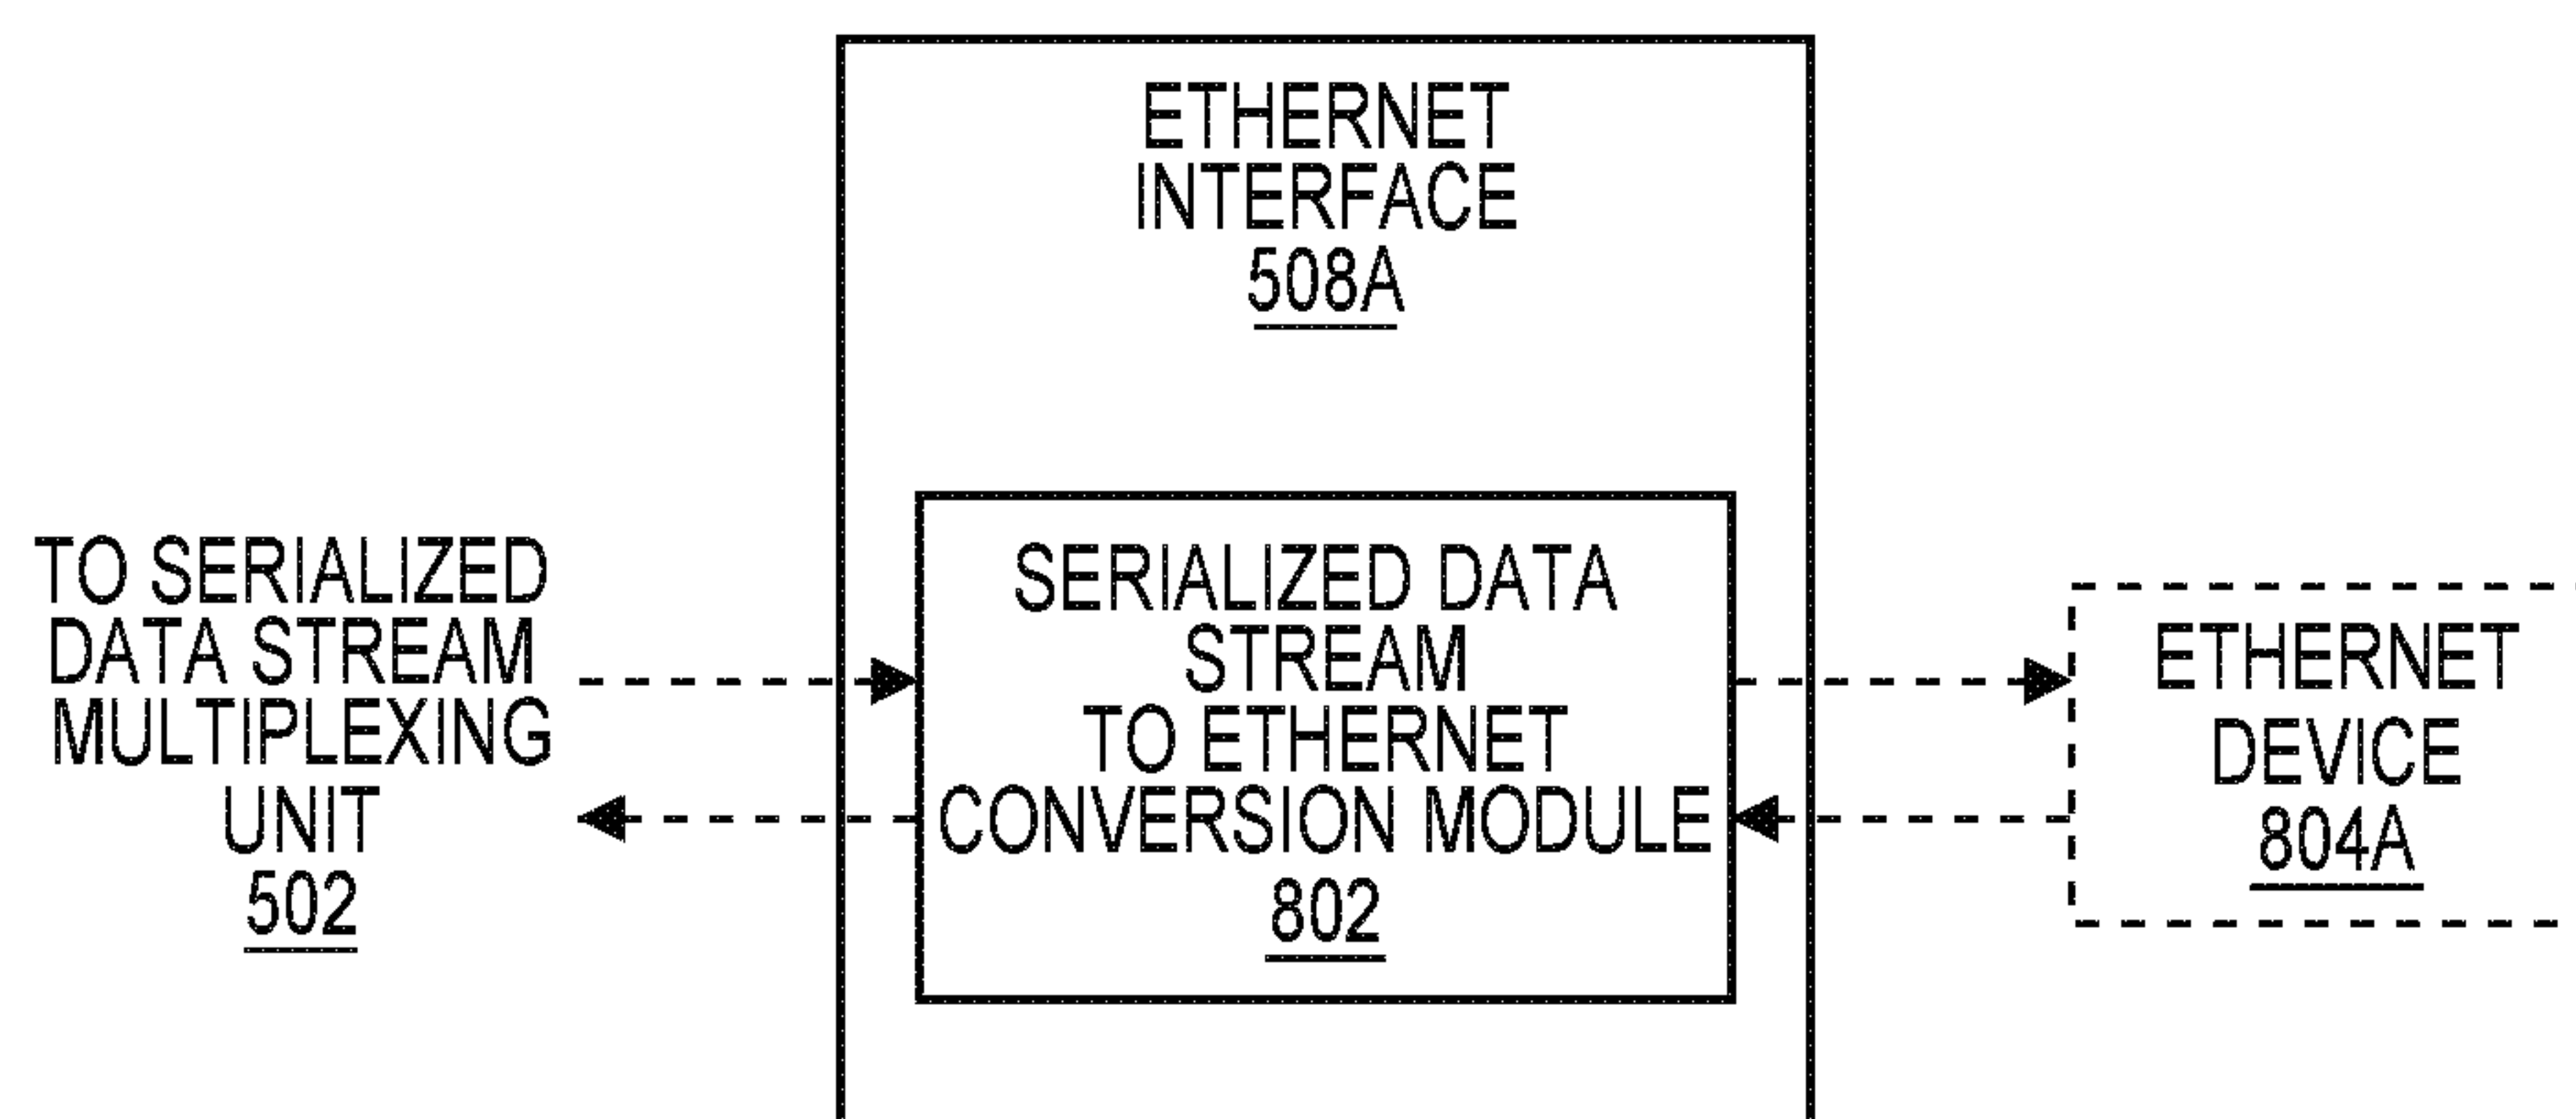 ETHERNET
INTERFACE
508A
TO SERIALIZED
DATA STREAM
MULTIPLEXING
UNIT
502
SERIALIZED DATA
STREAM
TO ETHERNET
CONVERSION MODULE
802
ETHERNET
DEVICE
804A